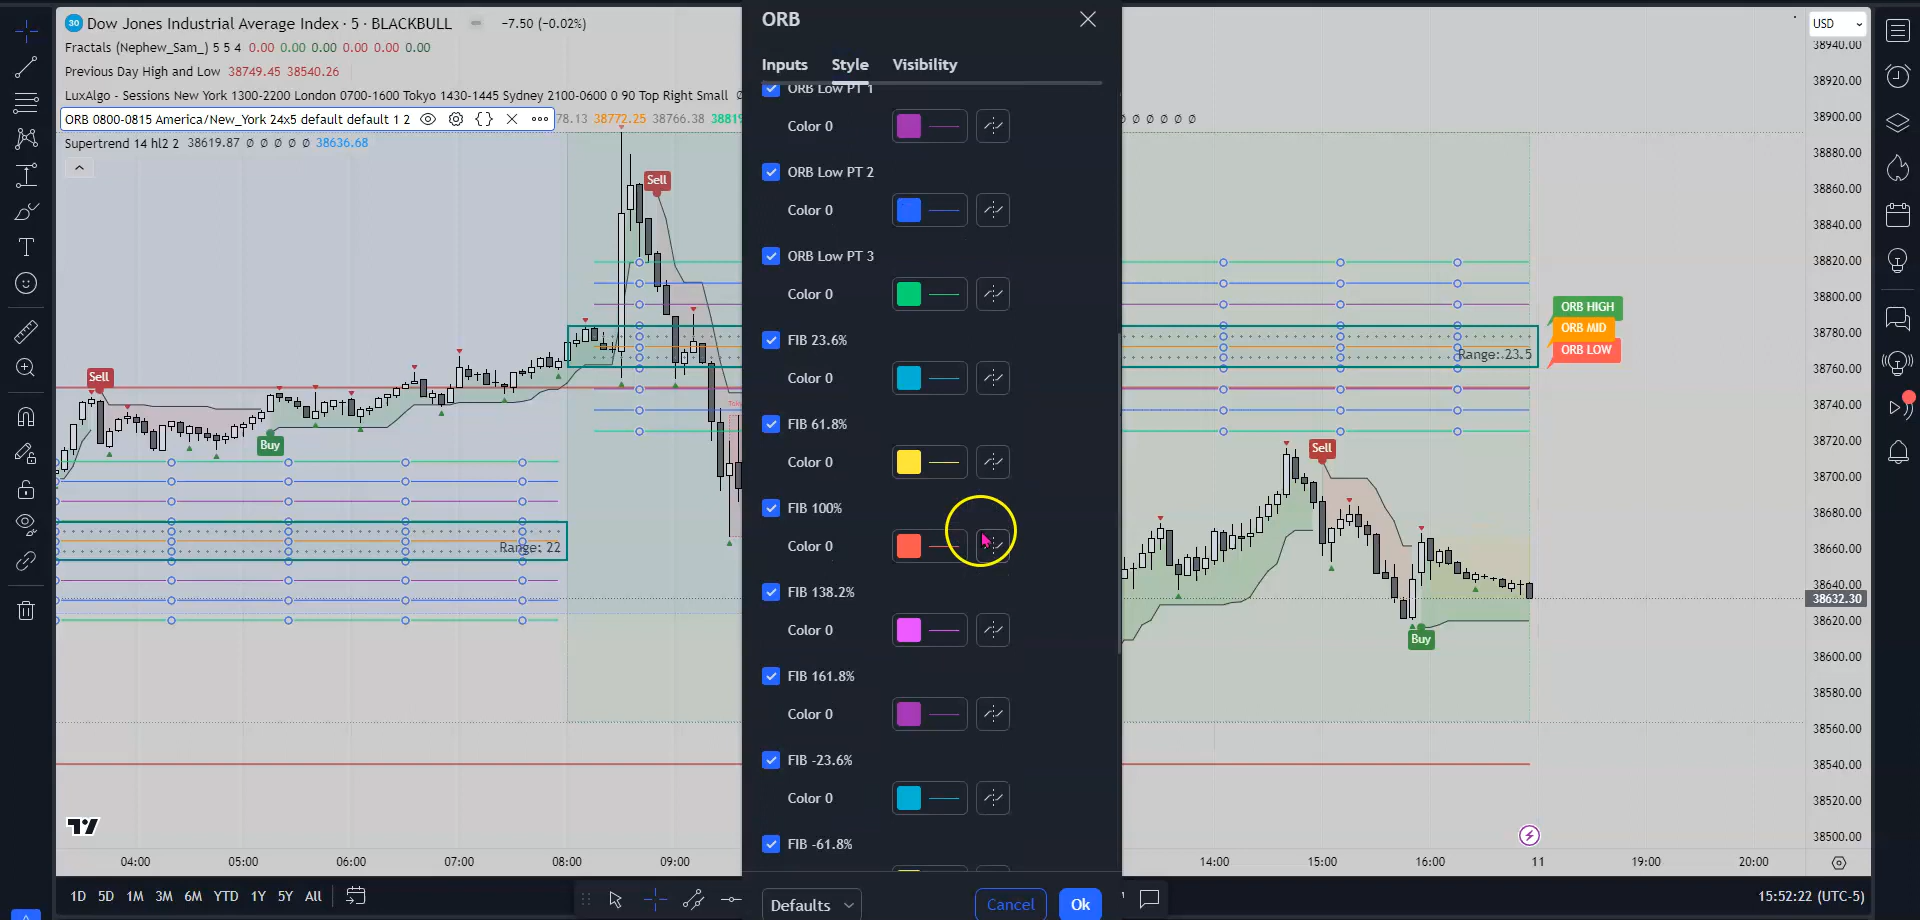 30 Dow Jones Industrial Average Index · 5 · BLACKBULL −7.50 (−0.02%)
Fractals (Nephew_Sam_) 5 5 4 0.00 0.00 0.00 0.00 0.00 0.00
Previous Day High and Low 38749.45 38540.26
LuxAlgo - Sessions New York 1300-2200 London 0700-1600 Tokyo 1430-1445 Sydney 2100-0600 0 90 Top Right Small ∅
ORB 0800-0815 America/New_York 24x5 default default 1 2 78.13 38772.25 38766.38 38819 ∅ ∅ ∅ ∅ ∅ ∅
Supertrend 14 hl2 2 38619.87 ∅ ∅ ∅ ∅ ∅ 38636.68
Sell
Sell
Buy
Range: 22
Sell
Buy
Range: 23.5
ORB HIGH
ORB MID
ORB LOW
ORB
Inputs
Style
Visibility
ORB Low PT 1
Color 0
ORB Low PT 2
Color 0
ORB Low PT 3
Color 0
FIB 23.6%
Color 0
FIB 61.8%
Color 0
FIB 100%
Color 0
FIB 138.2%
Color 0
FIB 161.8%
Color 0
FIB -23.6%
Color 0
FIB -61.8%
Defaults
Cancel
Ok
USD
38940.00
38920.00
38900.00
38880.00
38860.00
38840.00
38820.00
38800.00
38780.00
38760.00
38740.00
38720.00
38700.00
38680.00
38660.00
38640.00
38632.30
38620.00
38600.00
38580.00
38560.00
38540.00
38520.00
38500.00
04:00 05:00 06:00 07:00 08:00 09:00 14:00 15:00 16:00 11 19:00 20:00
1D 5D 1M 3M 6M YTD 1Y 5Y All
15:52:22 (UTC-5)